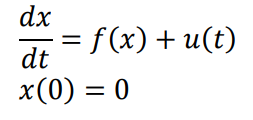 dx/dt = f(x) + u(t)
x(0) = 0